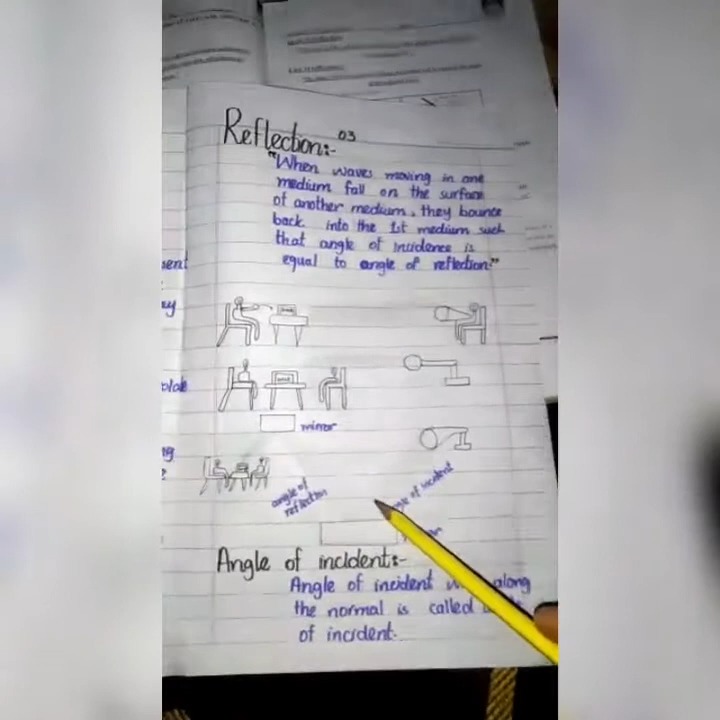 Reflection:-
03
"When waves moving in one
medium fall on the surface
of another medium, they bounce
back into the 1st medium such
that angle of incidence is
equal to angle of reflection."
mirror
angle of
reflection
of incident
Angle of incident:-
Angle of incident along
the normal is called
of incident.